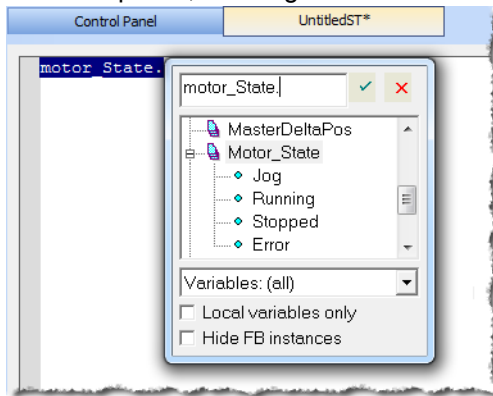 Control Panel
UntitledST*
motor_State.
motor_State.
MasterDeltaPos
Motor_State
Jog
Running
Stopped
Error
Variables: (all)
Local variables only
Hide FB instances